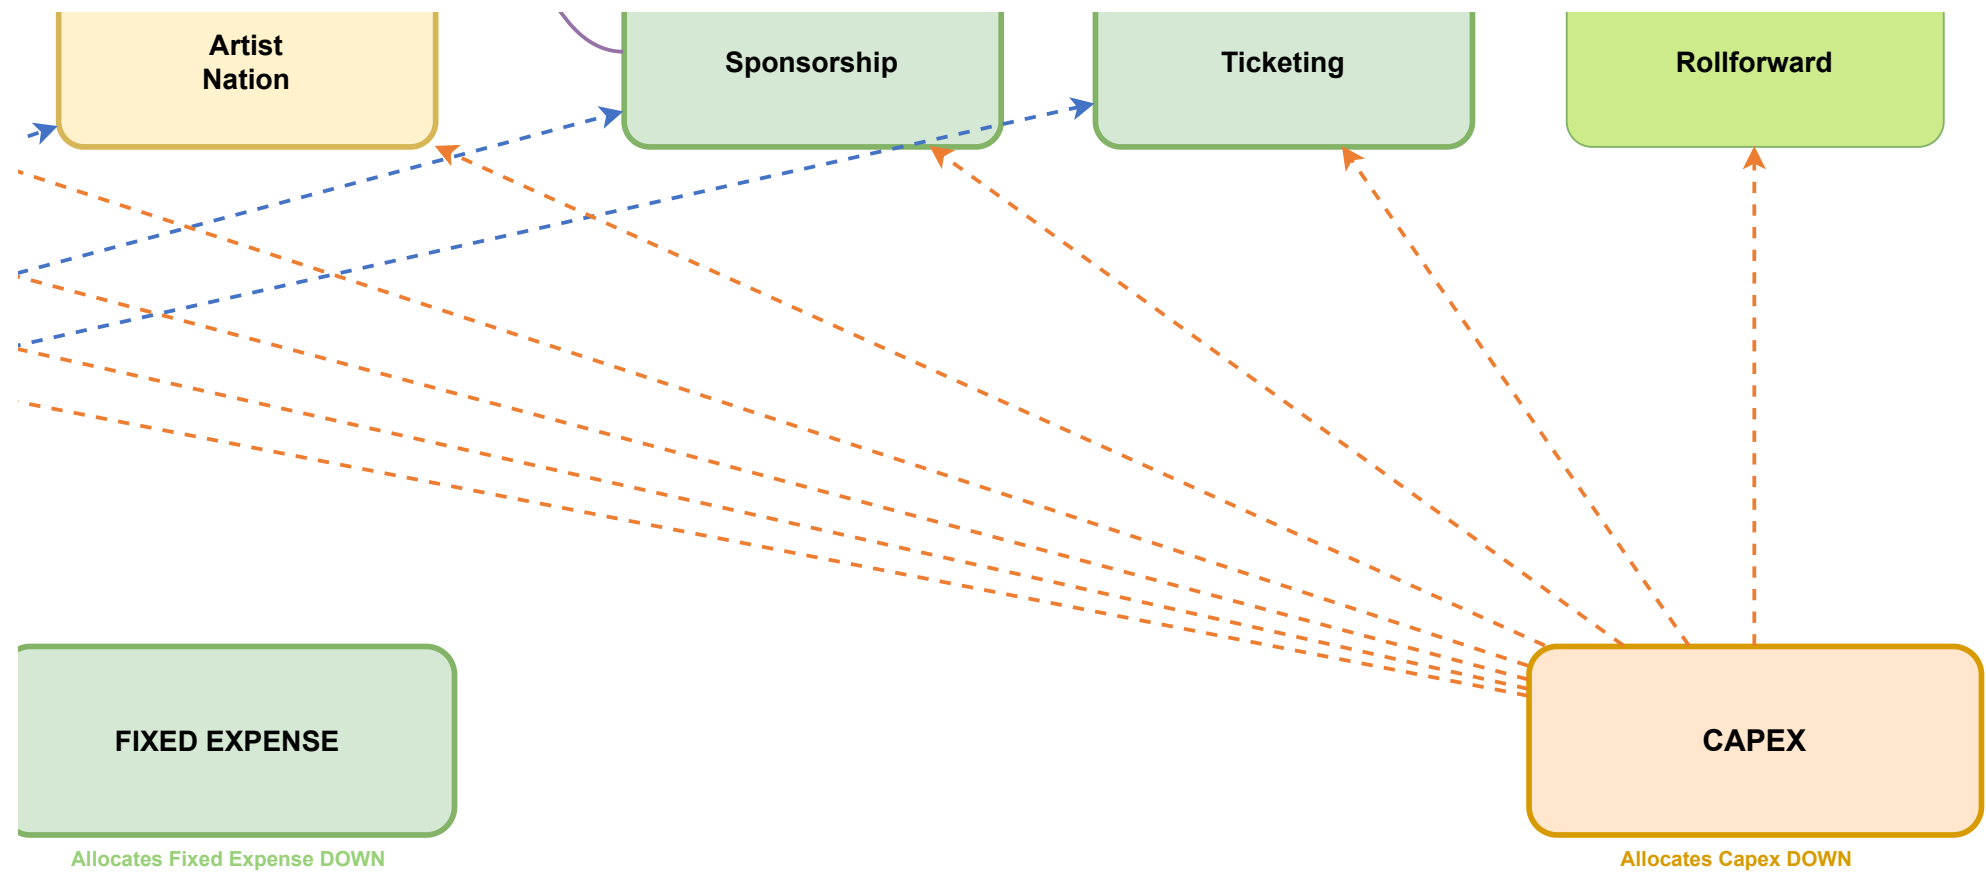 Artist
Nation
Sponsorship
Ticketing
Rollforward
FIXED EXPENSE
CAPEX
Allocates Fixed Expense DOWN
Allocates Capex DOWN